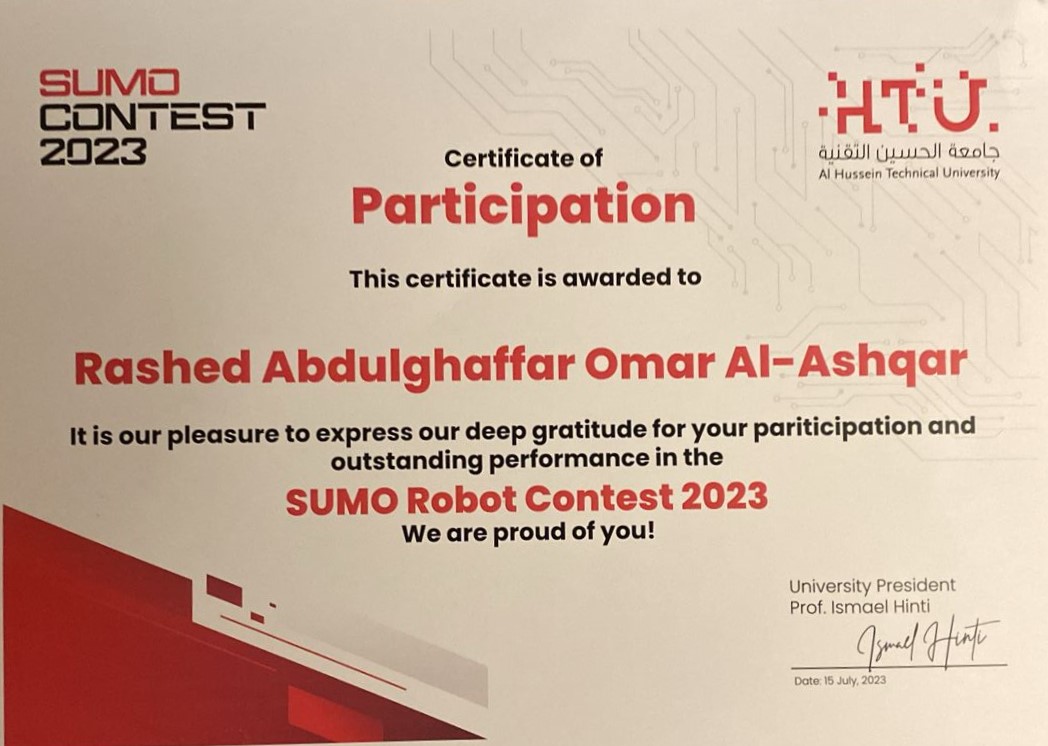 SUMO
CONTEST
2023
HTU
جامعة الحسين التقنية
Al Hussein Technical University
Certificate of
Participation
This certificate is awarded to
Rashed Abdulghaffar Omar Al-Ashqar
It is our pleasure to express our deep gratitude for your pariticipation and
outstanding performance in the
SUMO Robot Contest 2023
We are proud of you!
University President
Prof. Ismael Hinti
Ismael Hinti
Date: 15 July, 2023